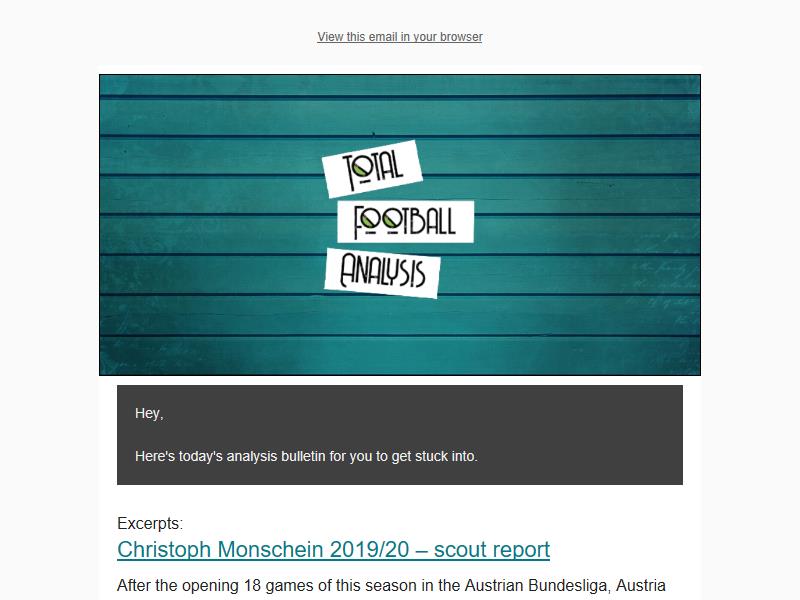 View this email in your browser
TOTAL
FOOTBALL
ANALYSIS
Hey,
Here's today's analysis bulletin for you to get stuck into.
Excerpts:
Christoph Monschein 2019/20 – scout report
After the opening 18 games of this season in the Austrian Bundesliga, Austria